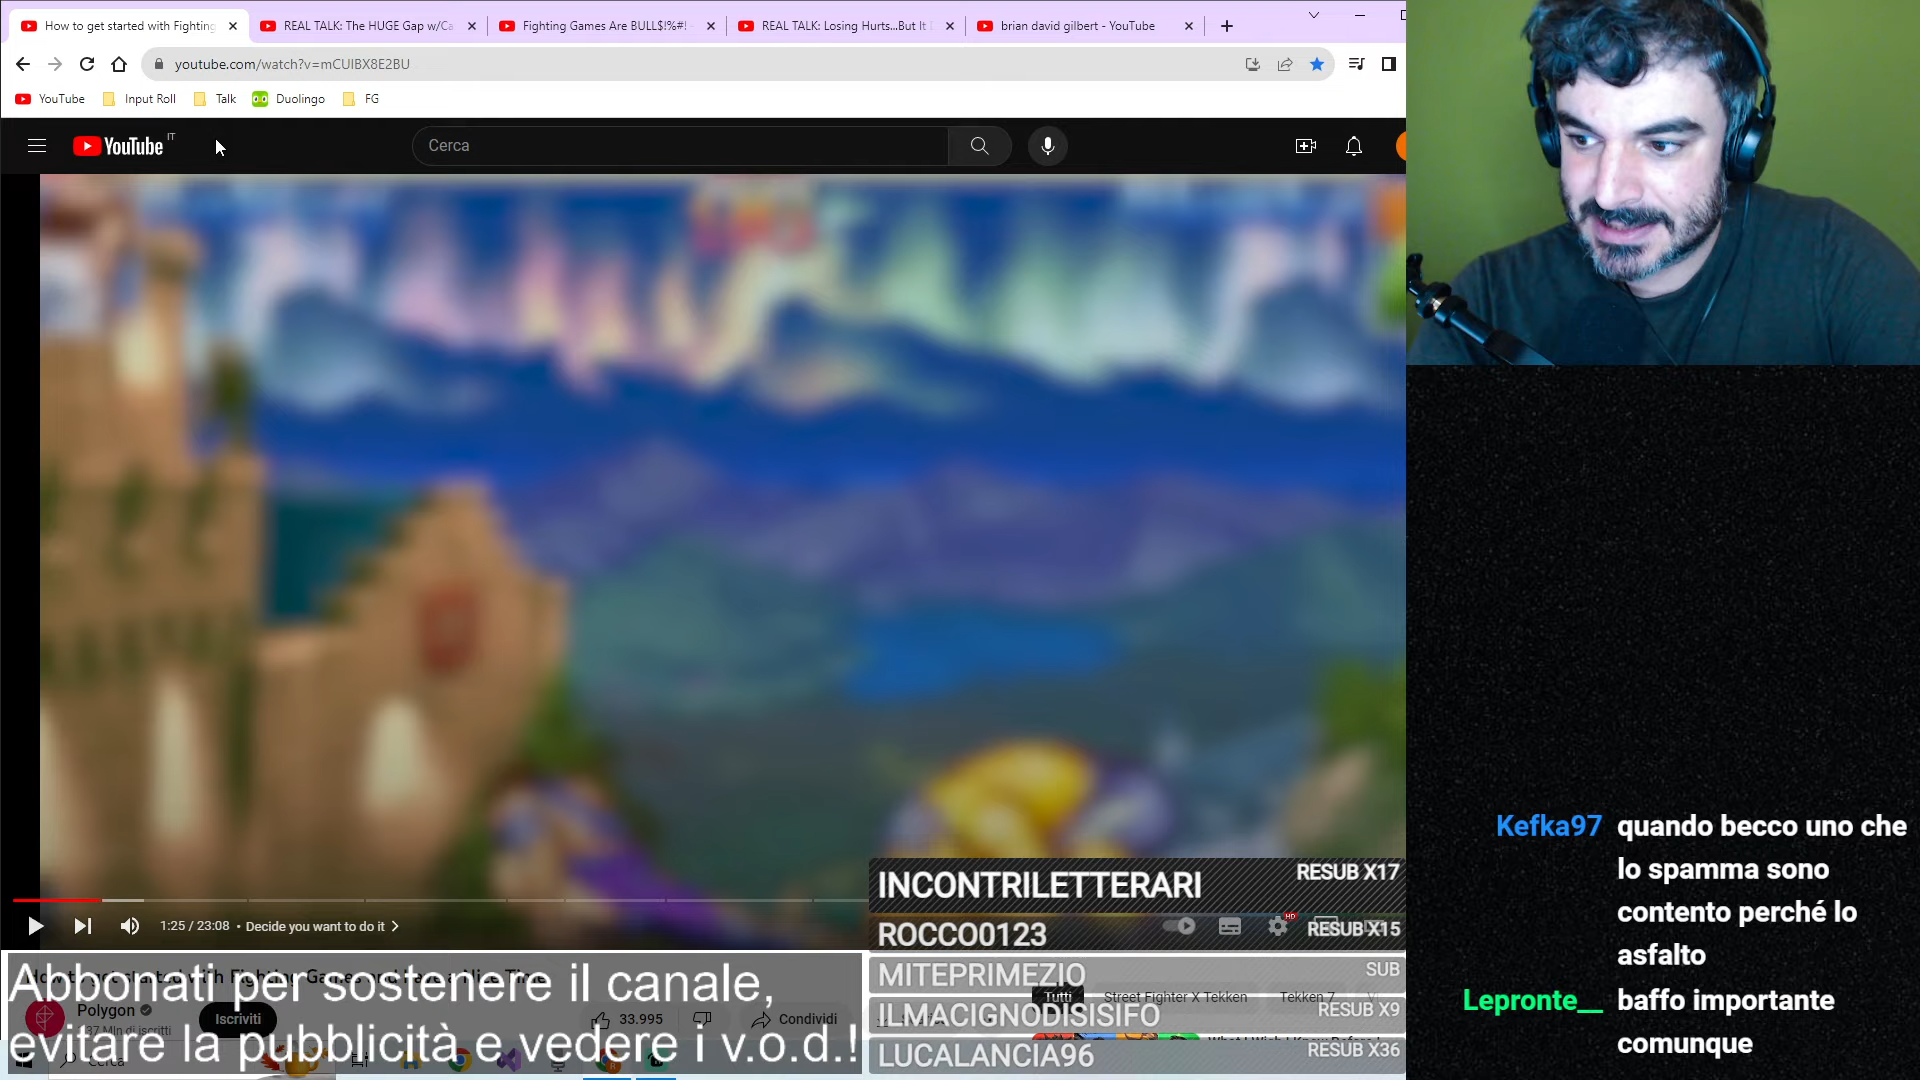 How to get started with Fighting
REAL TALK: The HUGE Gap w/Ca
Fighting Games Are BULL$!%#!
REAL TALK: Losing Hurts...But It
brian david gilbert - YouTube
youtube.com/watch?v=mCUIBX8E2BU
YouTube
Input Roll
Talk
Duolingo
FG
YouTube IT
Cerca
1:25 / 23:08 • Decide you want to do it
HD
INCONTRILETTERARI RESUB X17
ROCCO0123 RESUB X15
MITEPRIMEZIO SUB
ILMACIGNODISISIFO RESUB X9
LUCALANCIA96 RESUB X36
Abbonati per sostenere il canale,
evitare la pubblicità e vedere i v.o.d.!
Polygon
Iscriviti
33.995
Condividi
Tutti
Street Fighter X Tekken
Tekken 7
Cerca
Kefka97 quando becco uno che
lo spamma sono
contento perché lo
asfalto
Lepronte__ baffo importante
comunque